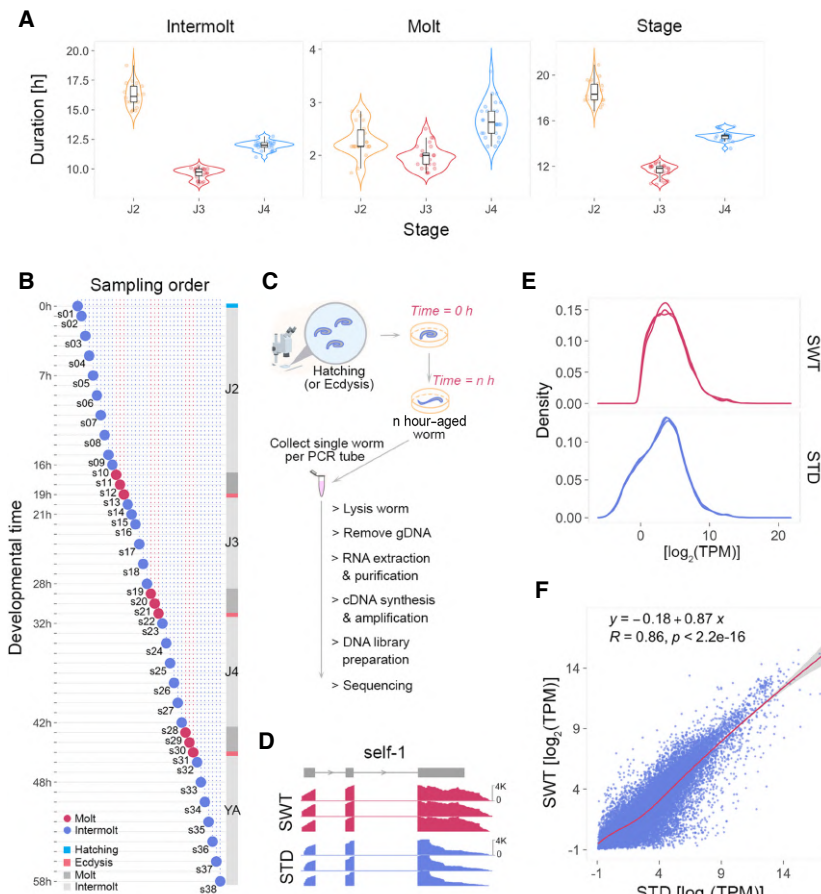 A
Intermolt
Molt
Stage
Duration [h]
20.0
17.5
15.0
12.5
10.0
4
3
2
20
16
12
J2
J3
J4
J2
J3
J4
J2
J3
J4
Stage
B
Sampling order
Developmental time
0h
7h
16h
19h
21h
28h
32h
42h
48h
58h
s01
s02
s03
s04
s05
s06
s07
s08
s09
s10
s11
s12
s13
s14
s15
s16
s17
s18
s19
s20
s21
s22
s23
s24
s25
s26
s27
s28
s29
s30
s31
s32
s33
s34
s35
s36
s37
s38
J2
J3
J4
YA
Molt
Intermolt
Hatching
Ecdysis
Molt
Intermolt
C
Hatching
(or Ecdysis)
Time = 0 h
Time = n h
n hour-aged
worm
Collect single worm
per PCR tube
> Lysis worm
> Remove gDNA
> RNA extraction
& purification
> cDNA synthesis
& amplification
> DNA library
preparation
> Sequencing
D
self-1
SWT
STD
4K
0
4K
0
E
Density
0.15
0.10
0.05
0.00
SWT
0.10
0.05
0.00
STD
0
10
20
[log2(TPM)]
F
y = −0.18 + 0.87 x
R = 0.86, p < 2.2e-16
SWT [log2(TPM)]
14
9
4
-1
-1
4
9
14
STD [log2(TPM)]